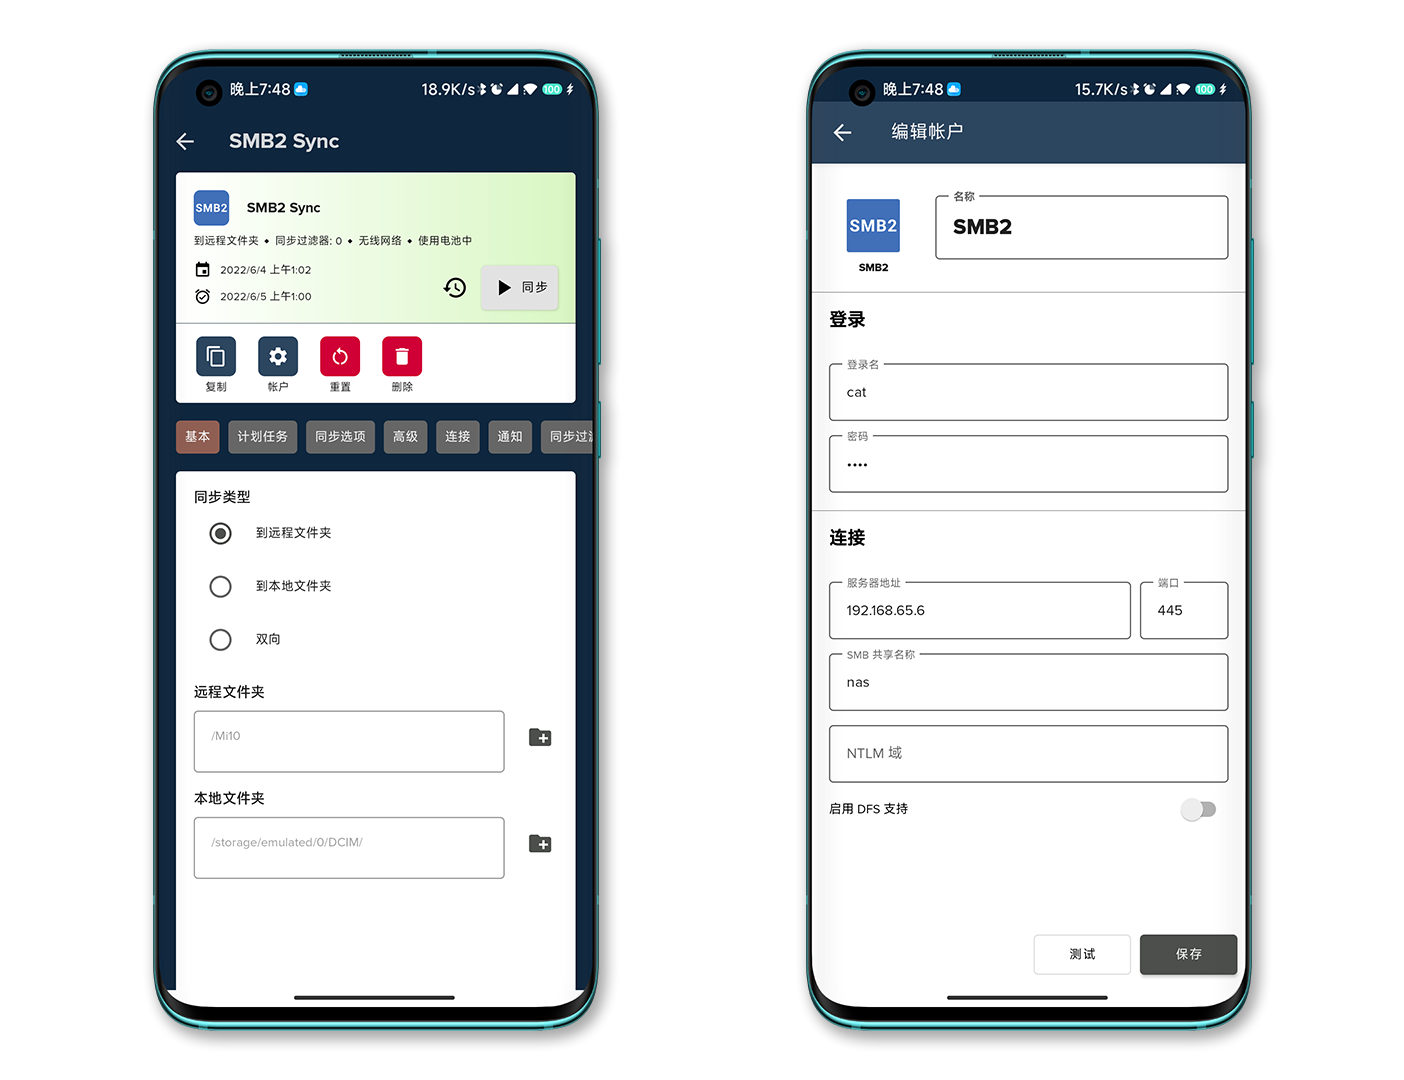 晚上7:48
18.9K/s
100
SMB2 Sync
SMB2
SMB2 Sync
到远程文件夹 • 同步过滤器: 0 • 无线网络 • 使用电池中
2022/6/4 上午1:02
2022/6/5 上午1:00
同步
复制
帐户
重置
删除
基本
计划任务
同步选项
高级
连接
通知
同步过
同步类型
到远程文件夹
到本地文件夹
双向
远程文件夹
/Mi10
本地文件夹
/storage/emulated/0/DCIM/
晚上7:48
15.7K/s
100
编辑帐户
SMB2
SMB2
名称
SMB2
登录
登录名
cat
密码
••••
连接
服务器地址
192.168.65.6
端口
445
SMB 共享名称
nas
NTLM 域
启用 DFS 支持
测试
保存